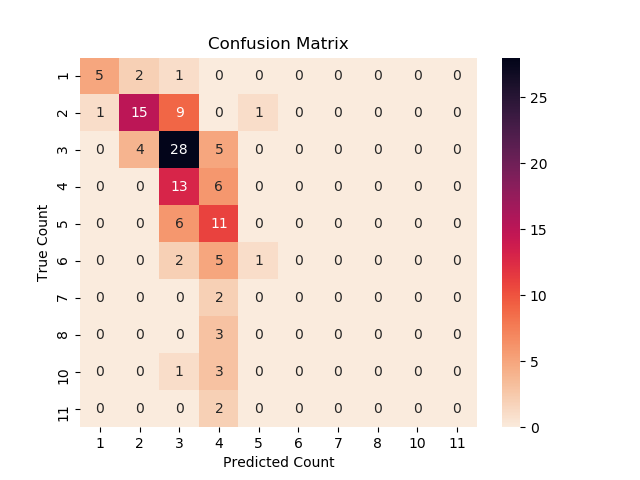 Confusion Matrix
1 5 2 1 0 0 0 0 0 0 0
2 1 15 9 0 1 0 0 0 0 0
3 0 4 28 5 0 0 0 0 0 0
4 0 0 13 6 0 0 0 0 0 0
5 0 0 6 11 0 0 0 0 0 0
6 0 0 2 5 1 0 0 0 0 0
7 0 0 0 2 0 0 0 0 0 0
8 0 0 0 3 0 0 0 0 0 0
10 0 0 1 3 0 0 0 0 0 0
11 0 0 0 2 0 0 0 0 0 0
1 2 3 4 5 6 7 8 10 11
Predicted Count
True Count
25
20
15
10
5
0